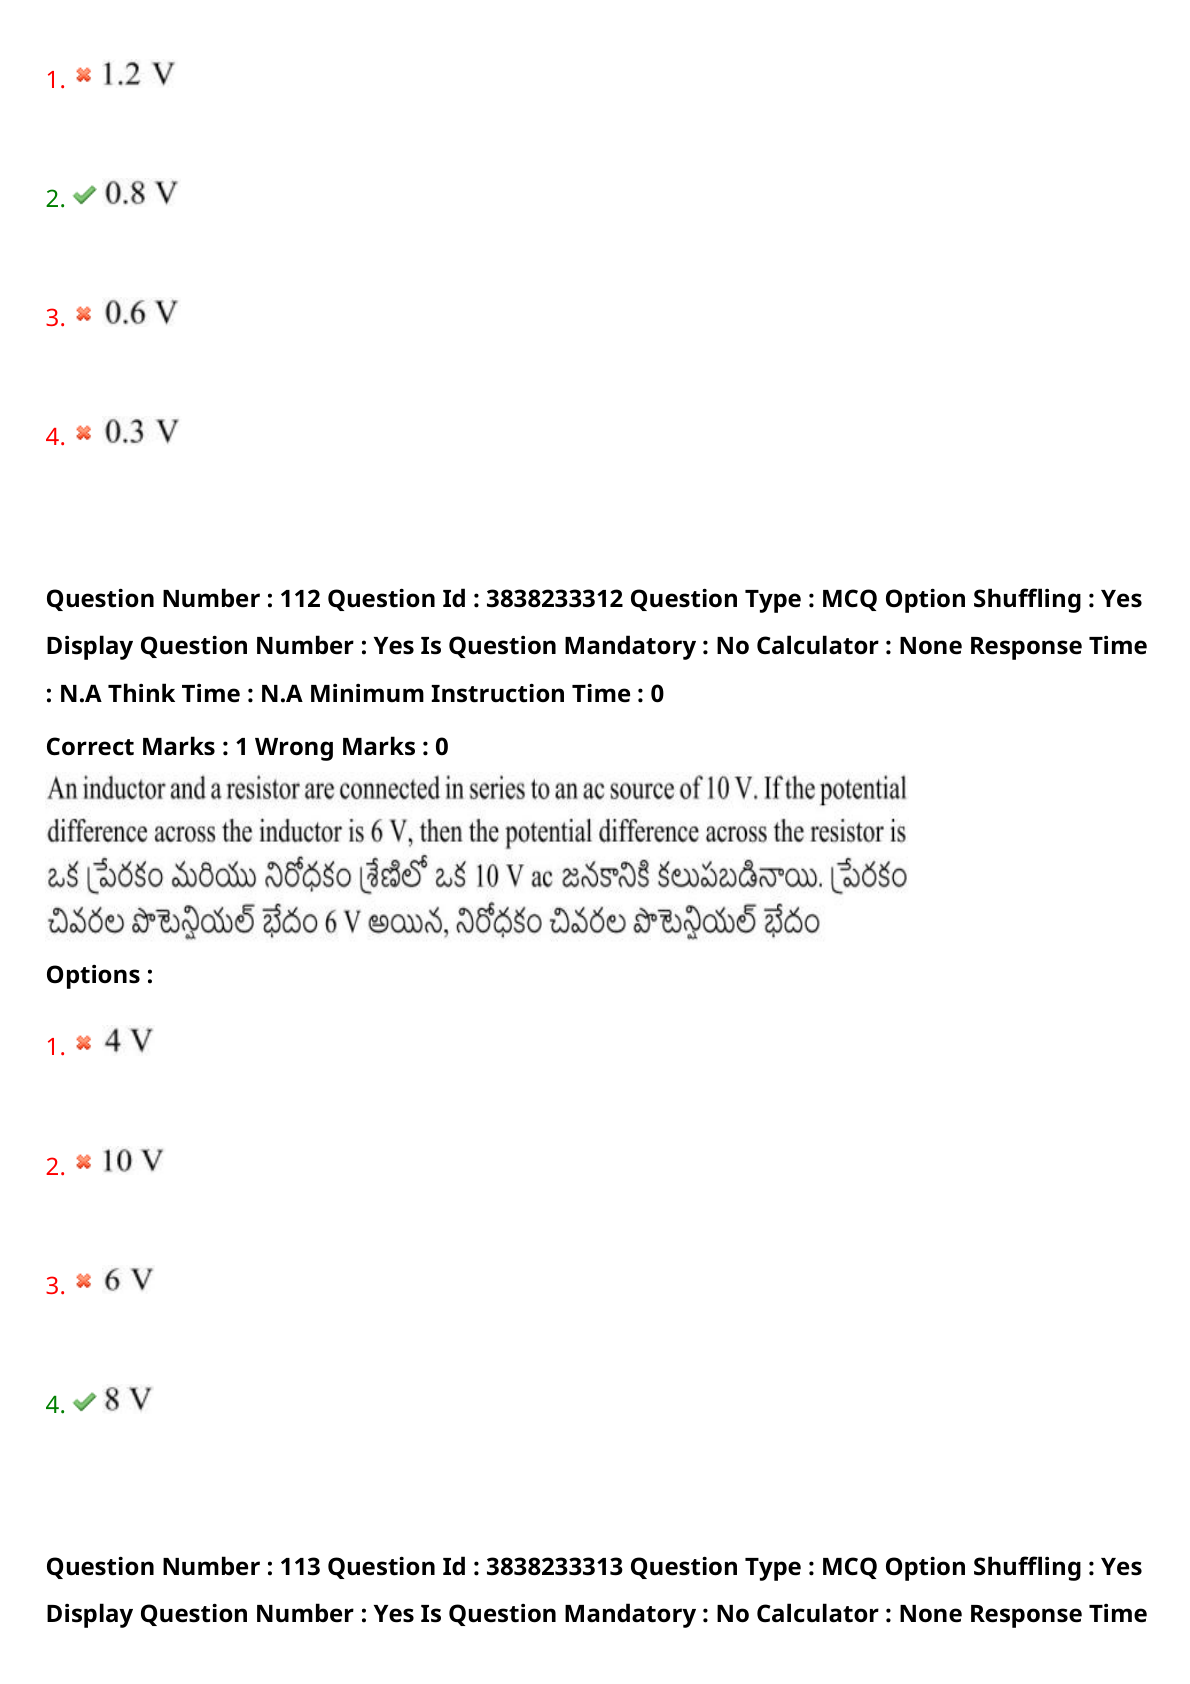 1. 1.2 V
2. 0.8 V
3. 0.6 V
4. 0.3 V
Question Number : 112 Question Id : 3838233312 Question Type : MCQ Option Shuffling : Yes
Display Question Number : Yes Is Question Mandatory : No Calculator : None Response Time
: N.A Think Time : N.A Minimum Instruction Time : 0
Correct Marks : 1 Wrong Marks : 0
An inductor and a resistor are connected in series to an ac source of 10 V. If the potential
difference across the inductor is 6 V, then the potential difference across the resistor is
ఒక ప్రేరకం మరియు నిరోధకం శ్రేణిలో ఒక 10 V ac జనకానికి కలుపబడినాయి. ప్రేరకం
చివరల పొటెన్షియల్ భేదం 6 V అయిన, నిరోధకం చివరల పొటెన్షియల్ భేదం
Options :
1. 4 V
2. 10 V
3. 6 V
4. 8 V
Question Number : 113 Question Id : 3838233313 Question Type : MCQ Option Shuffling : Yes
Display Question Number : Yes Is Question Mandatory : No Calculator : None Response Time